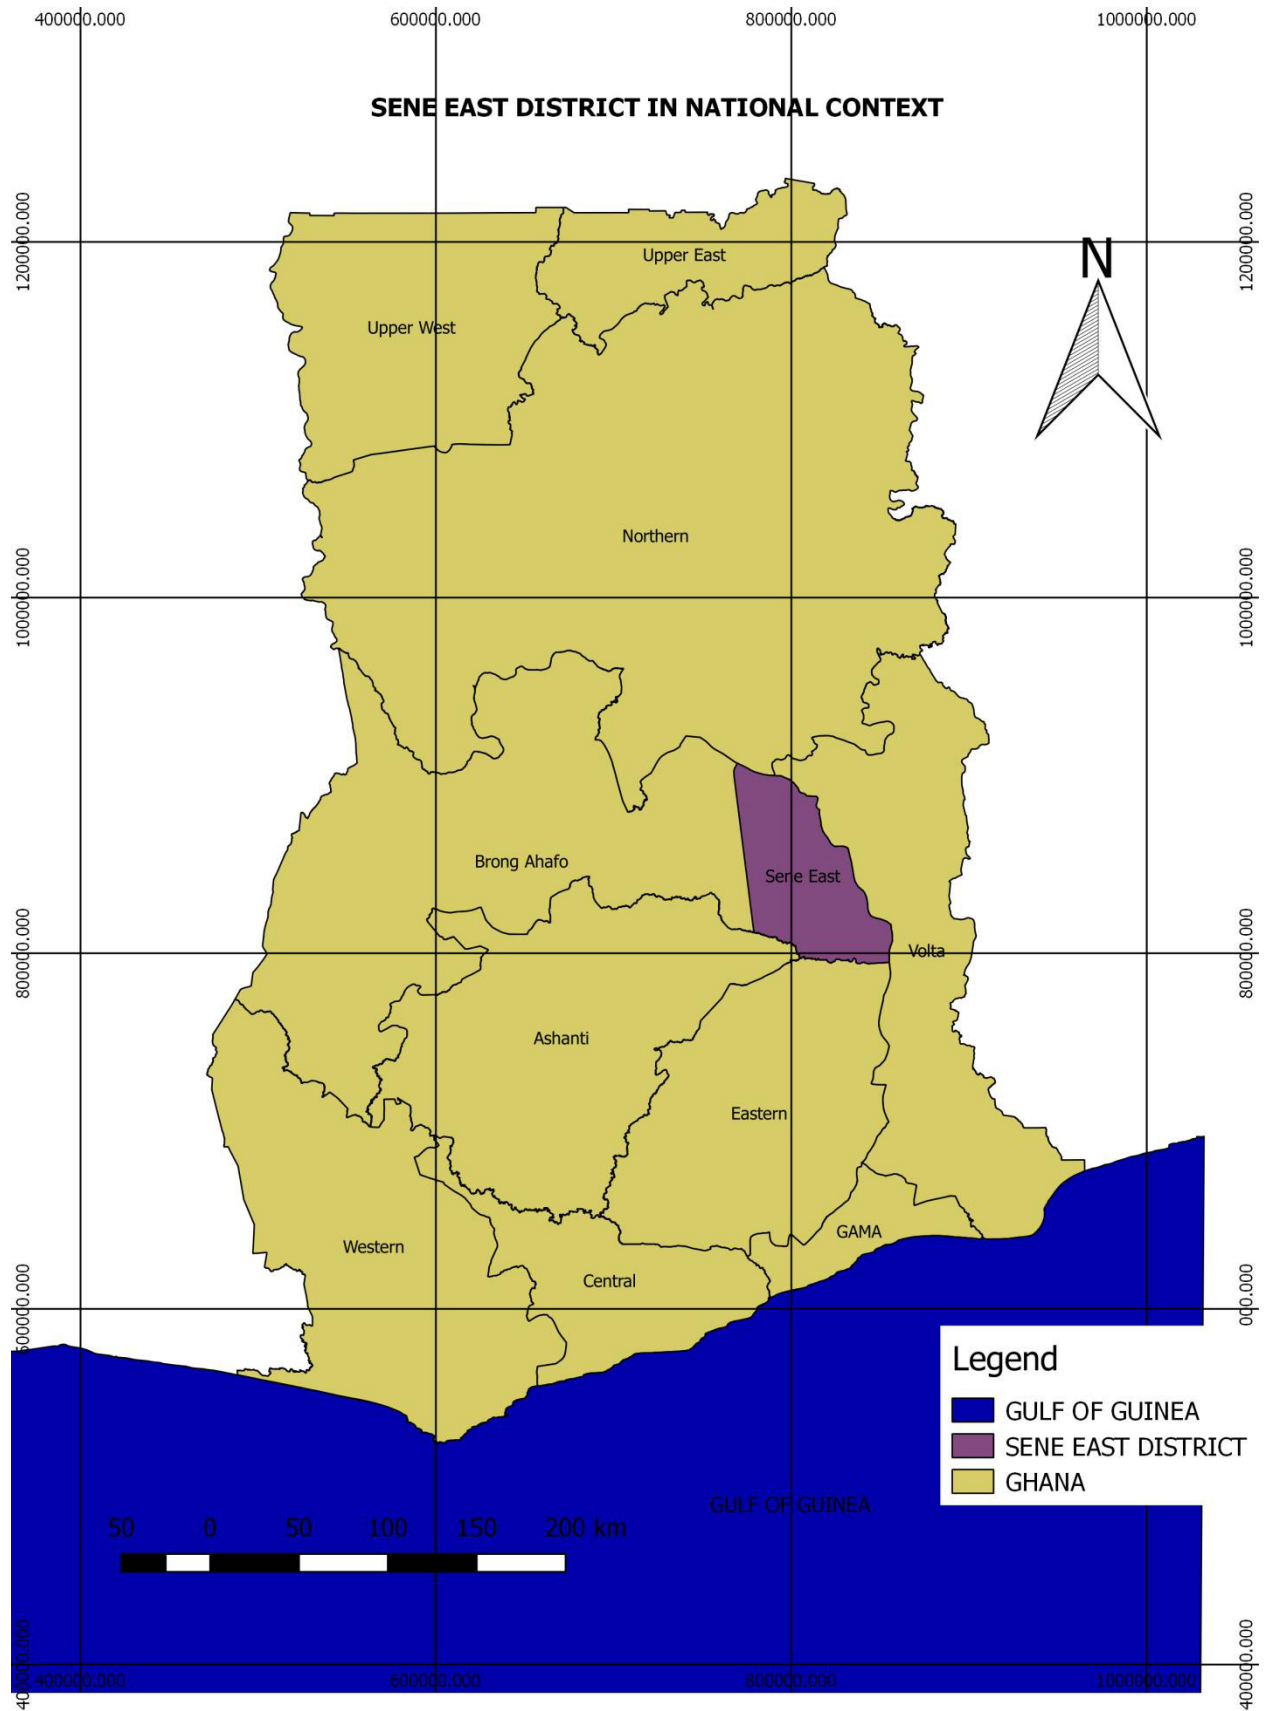 400000.000 600000.000 800000.000 1000000.000
SENE EAST DISTRICT IN NATIONAL CONTEXT
1200000.000 1200000.000
N
Upper East
Upper West
Northern
1000000.000 1000000.000
Brong Ahafo
Sene East
Volta
800000.000 800000.000
Ashanti
Eastern
GAMA
Western
Central
600000.000 000.000
Legend
GULF OF GUINEA
SENE EAST DISTRICT
GHANA
GULF OF GUINEA
50 0 50 100 150 200 km
400000.000 400000.000
400000.000 600000.000 800000.000 1000000.000